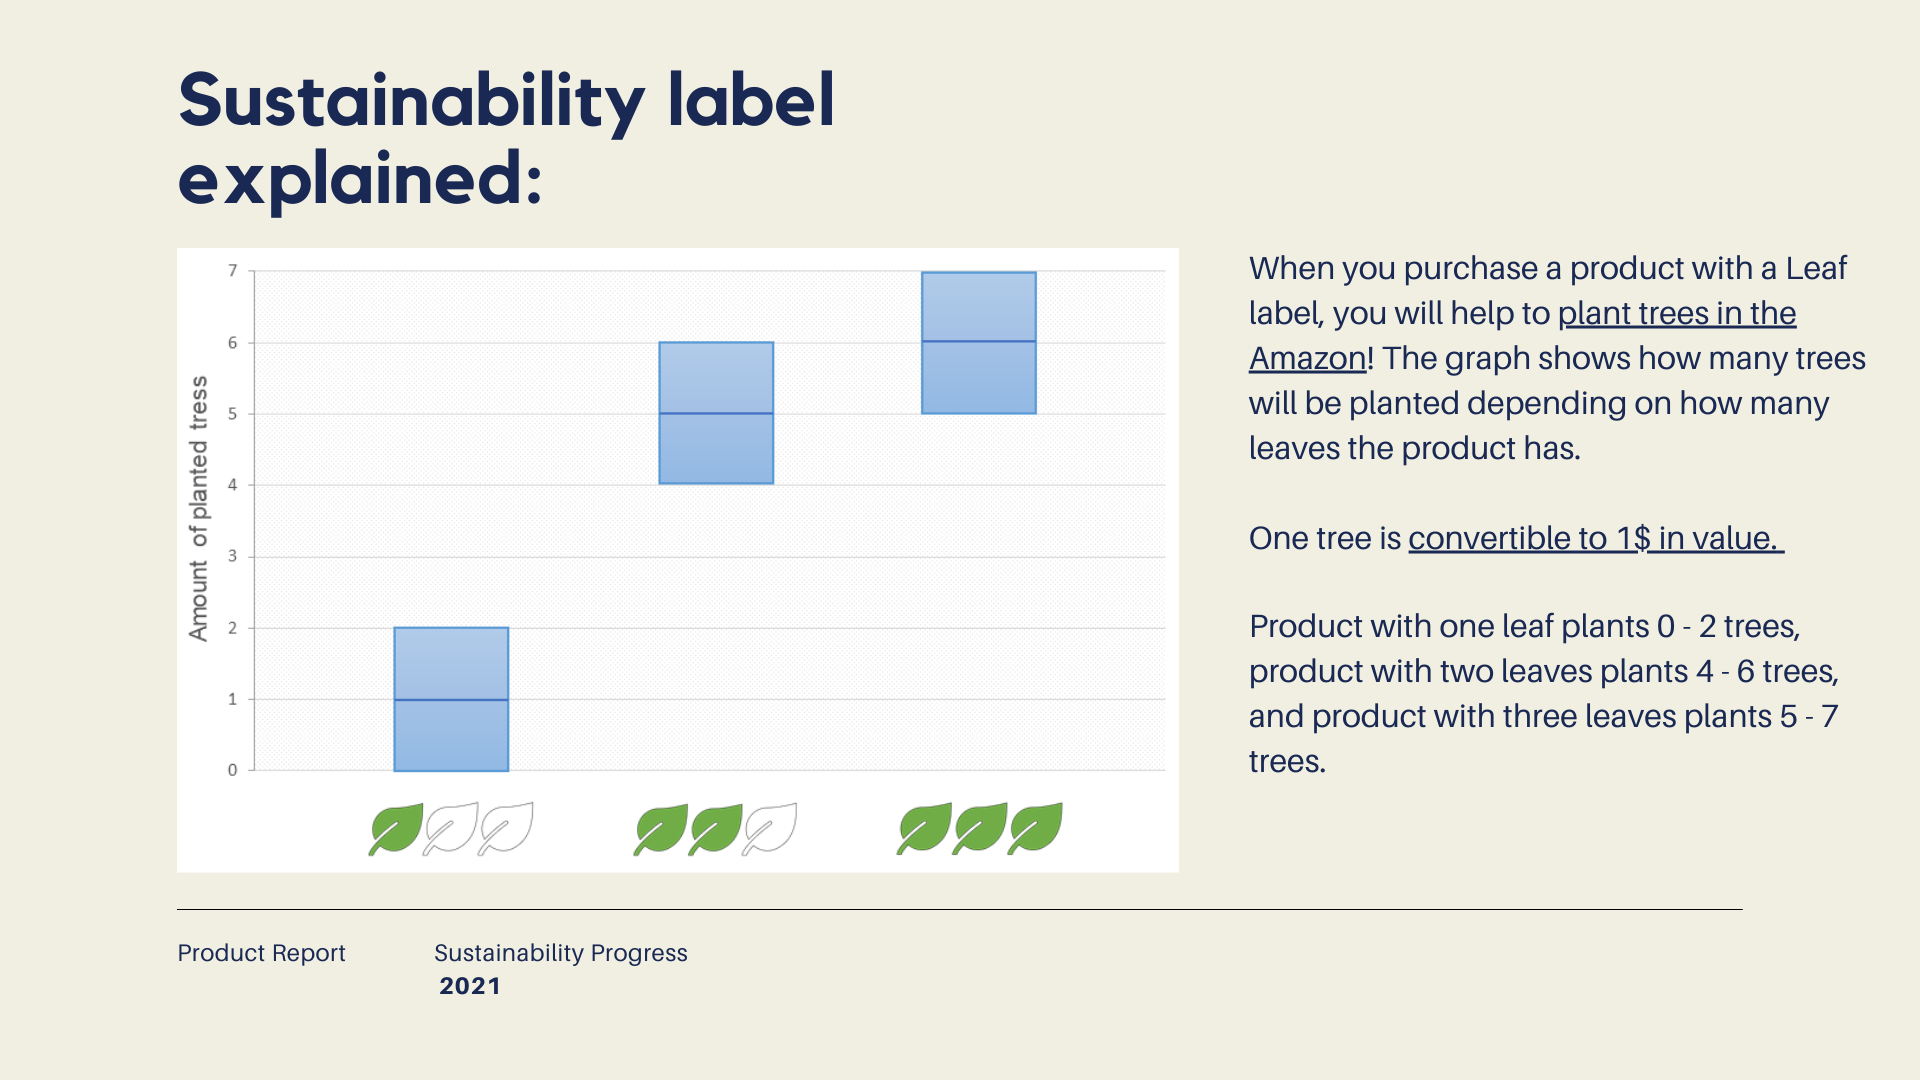 Sustainability label
explained:
7
6
5
4
3
2
1
0
Amount of planted tress
When you purchase a product with a Leaf
label, you will help to plant trees in the
Amazon! The graph shows how many trees
will be planted depending on how many
leaves the product has.
One tree is convertible to 1$ in value.
Product with one leaf plants 0 - 2 trees,
product with two leaves plants 4 - 6 trees,
and product with three leaves plants 5 - 7
trees.
Product Report
Sustainability Progress
2021